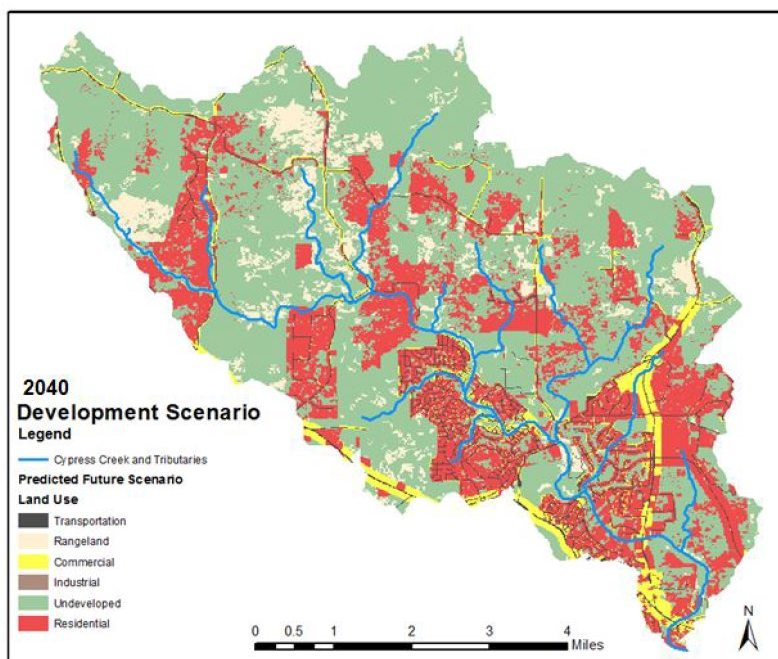 2040
Development Scenario
Legend
Cypress Creek and Tributaries
Predicted Future Scenario
Land Use
Transportation
Rangeland
Commercial
Industrial
Undeveloped
Residential
0 0.5 1 2 3 4
Miles
N